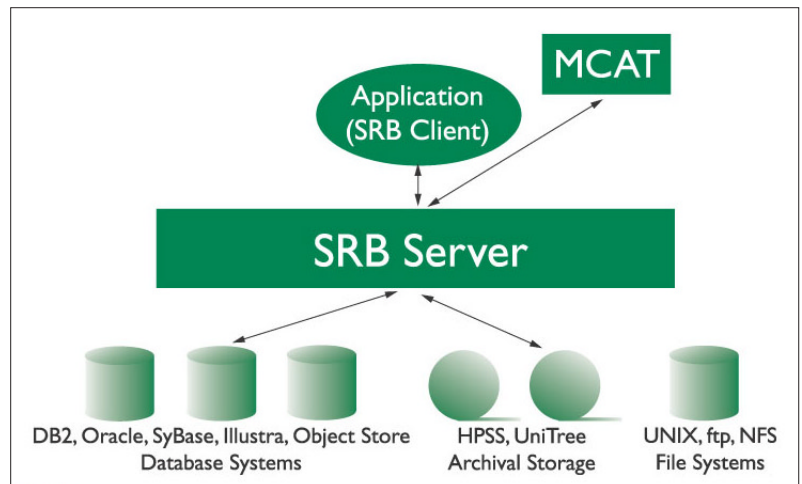 MCAT
Application
(SRB Client)
SRB Server
DB2, Oracle, SyBase, Illustra, Object Store
Database Systems
HPSS, UniTree
Archival Storage
UNIX, ftp, NFS
File Systems